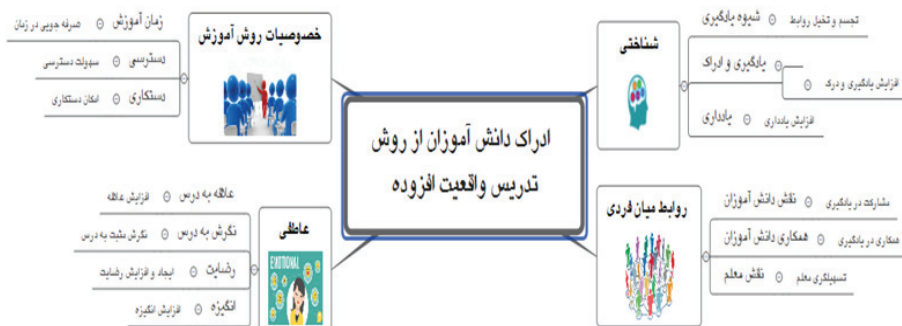 ادراک دانش آموزان از روش
تدریس واقعیت افزوده
شناختی
شیوه یادگیری
تجسم و تخیل روابط
یادگیری و ادراک
افزایش یادگیری و درک
یادداری
افزایش یادداری
روابط میان فردی
نقش دانش آموزان
مشارکت در یادگیری
همکاری دانش آموزان
همکاری در یادگیری
نقش معلم
تسهیلگری معلم
خصوصیات روش آموزش
زمان آموزش
صرفه جویی در زمان
دسترسی
سهولت دسترسی
دستکاری
امکان دستکاری
عاطفی
EMOTIONAL
علاقه به درس
افزایش علاقه
نگرش به درس
نگرش مثبت به درس
رضایت
ایجاد و افزایش رضایت
انگیزه
افزایش انگیزه